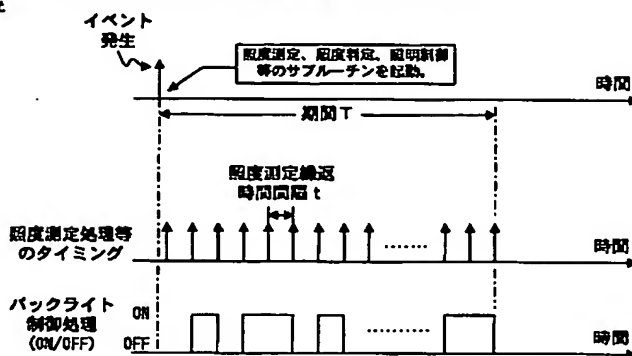 イベント
発生
照度測定、照度判定、照明制御
等のサブルーチンを起動。
時間
期間T
照度測定繰返
時間間隔 t
照度測定処理等
のタイミング
時間
バックライト
制御処理
(ON/OFF)
ON
OFF
時間